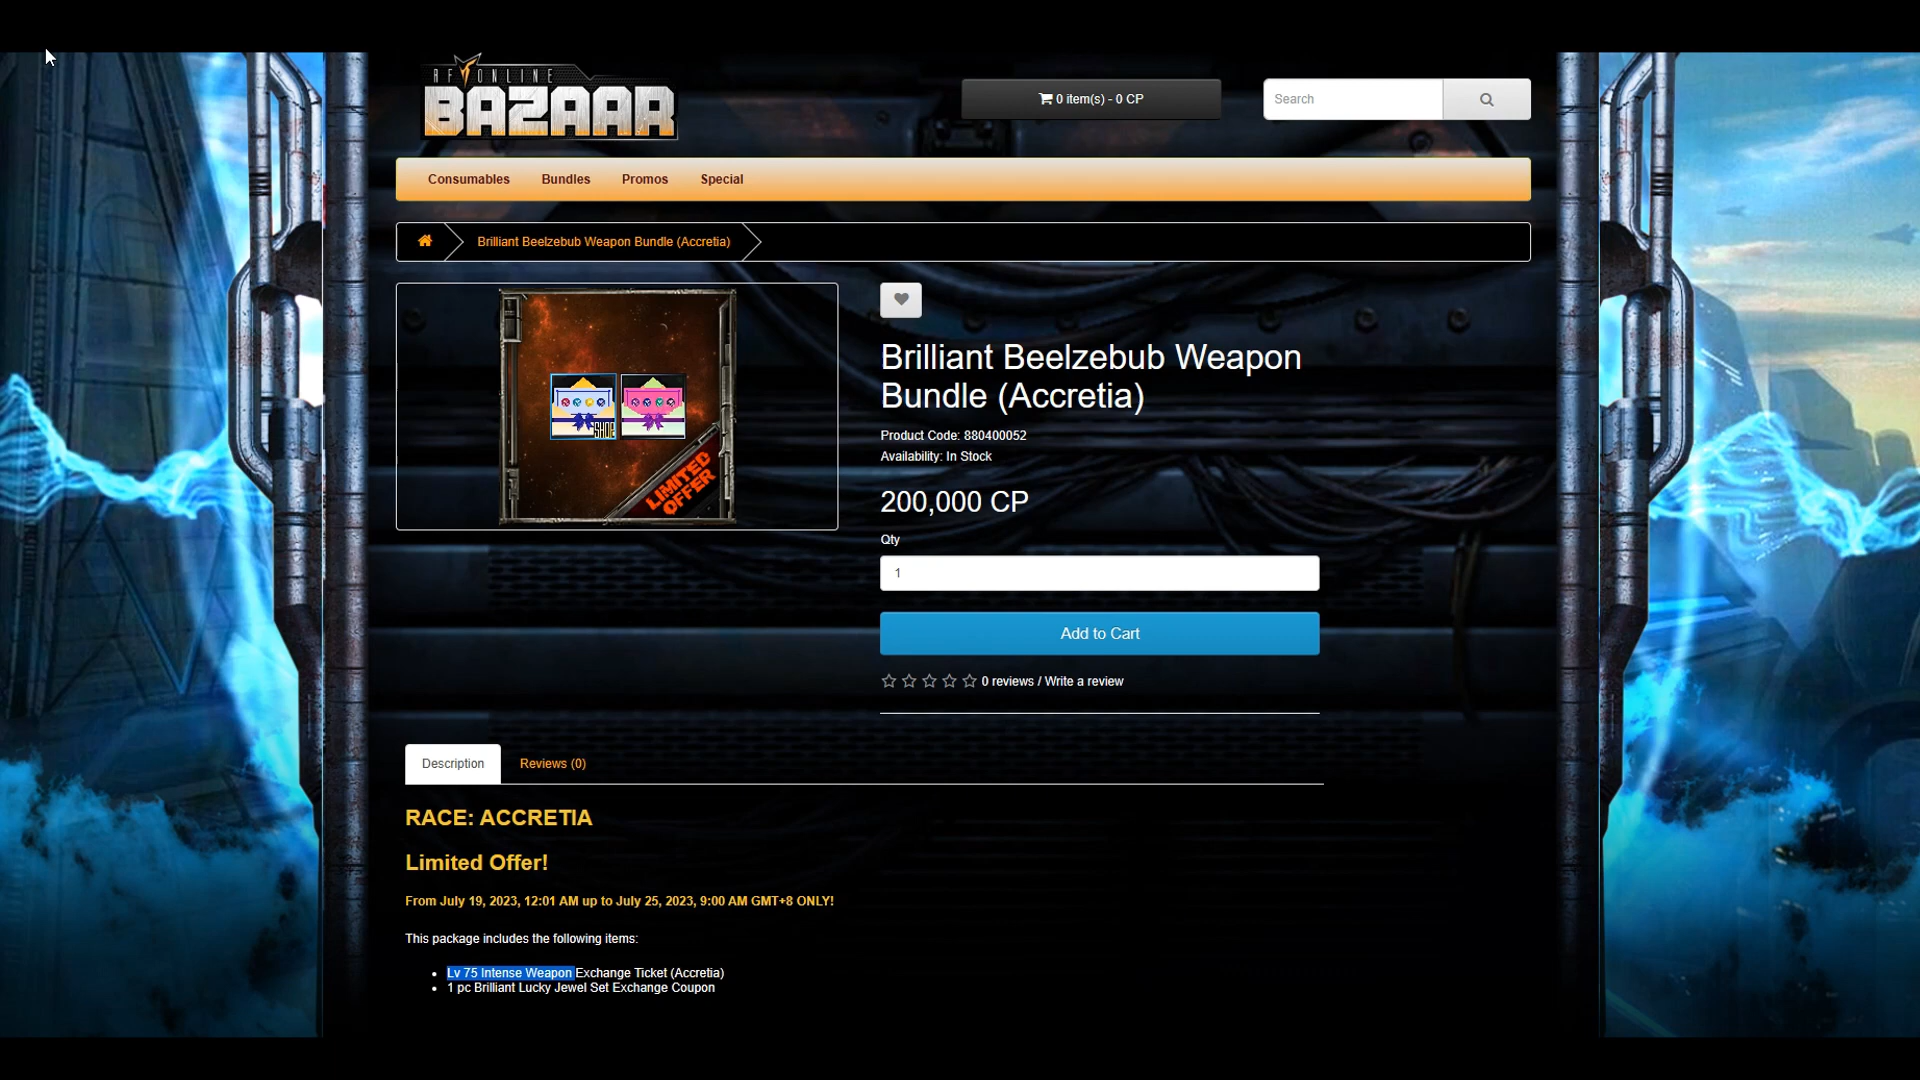 RF ONLINE
BAZAAR
0 item(s) - 0 CP
Search
Consumables Bundles Promos Special
Brilliant Beelzebub Weapon Bundle (Accretia)
SHOP
LIMITED
OFFER
Brilliant Beelzebub Weapon
Bundle (Accretia)
Product Code: 880400052
Availability: In Stock
200,000 CP
Qty
1
Add to Cart
0 reviews / Write a review
Description Reviews (0)
RACE: ACCRETIA
Limited Offer!
From July 19, 2023, 12:01 AM up to July 25, 2023, 9:00 AM GMT+8 ONLY!
This package includes the following items:
Lv 75 Intense Weapon Exchange Ticket (Accretia)
1 pc Brilliant Lucky Jewel Set Exchange Coupon